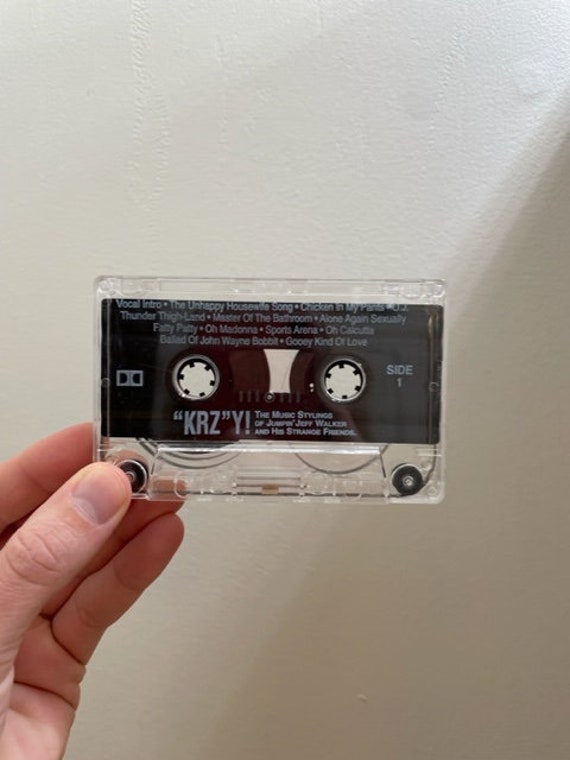 Vocal Intro • The Unhappy Housewife Song • Chicken In My Pants • O.J.
Thunder Thigh-Land • Master Of The Bathroom • Alone Again Sexually
Fatty Patty • Oh Madonna • Sports Arena • Oh Calcutta
Ballad Of John Wayne Bobbit • Gooey Kind Of Love
SIDE
1
"KRZ"Y! The Music Stylings
of Jumpin' Jeff Walker
and His Strange Friends.